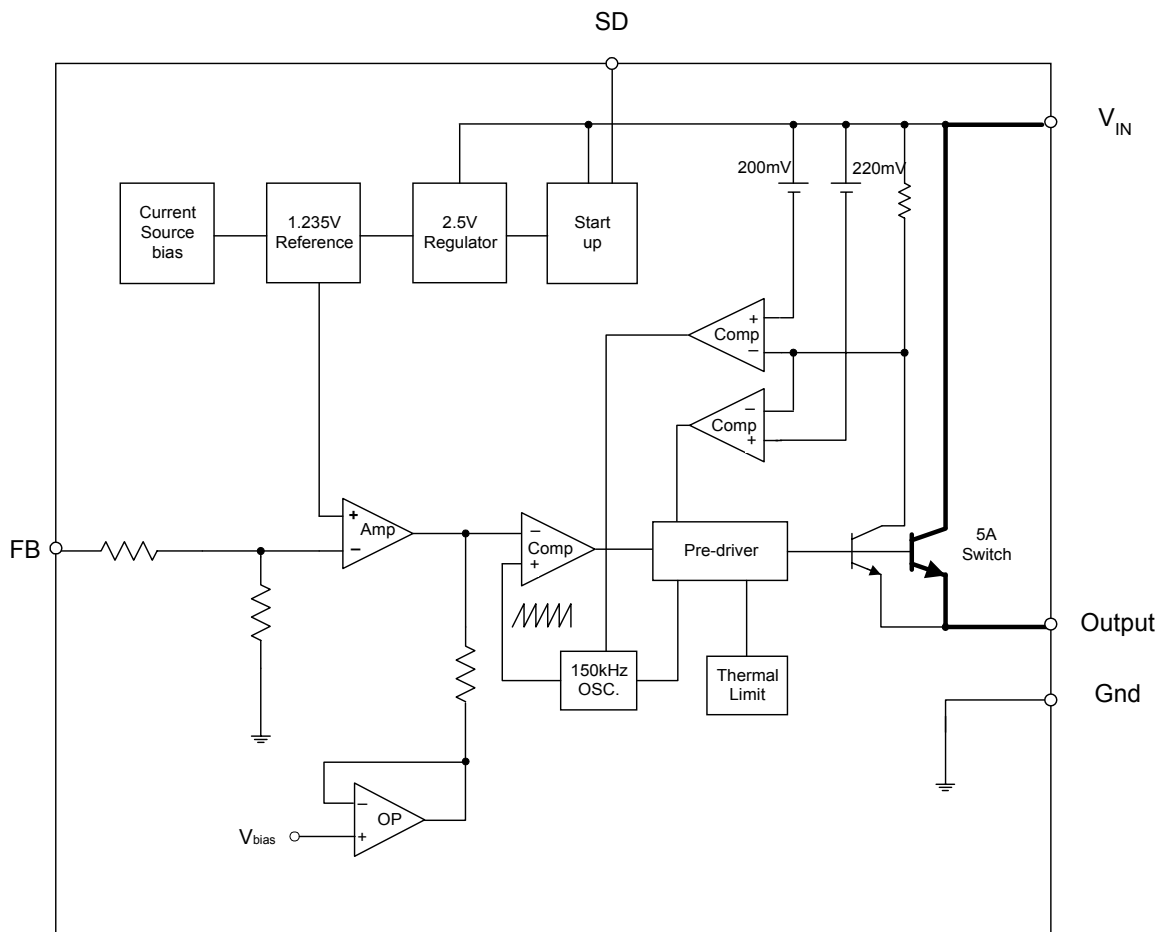 SD
V_IN
200mV
220mV
Current
Source
bias
1.235V
Reference
2.5V
Regulator
Start
up
+
Comp
−
−
Comp
+
+
Amp
−
FB
−
Comp
+
Pre-driver
5A
Switch
Output
150kHz
OSC.
Thermal
Limit
Gnd
−
OP
+
Vbias